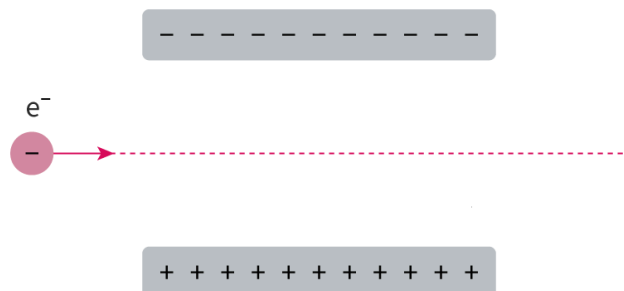 − − − − − − − − − − −
e⁻
−
+ + + + + + + + + + +